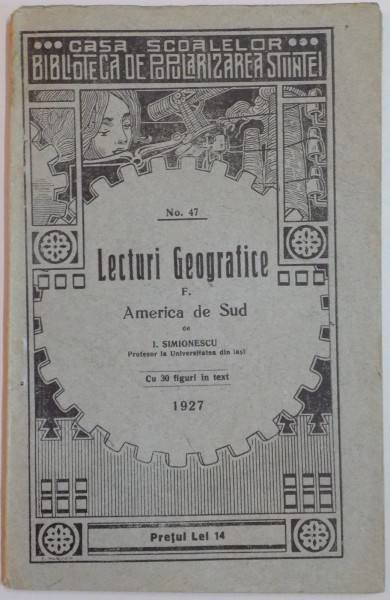 CASA SCOALELOR
BIBLIOTECA DE POPULARIZAREA STIINTEI
No. 47
Lecturi Geografice
F.
America de Sud
de
I. SIMIONESCU
Profesor la Universitatea din Iași
Cu 30 figuri în text
1927
Prețul Lei 14